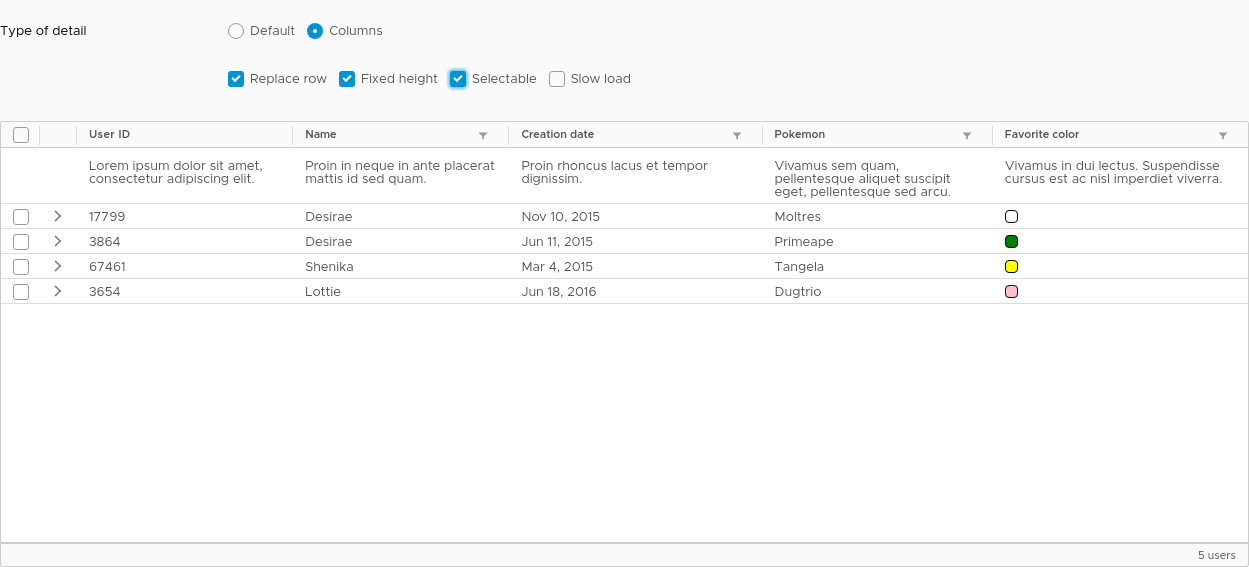 Type of detail Default Columns
Replace row Fixed height Selectable Slow load
User ID Name Creation date Pokemon Favorite color
Lorem ipsum dolor sit amet, Proin in neque in ante placerat Proin rhoncus lacus et tempor Vivamus sem quam, Vivamus in dui lectus. Suspendisse
consectetur adipiscing elit. mattis id sed quam. dignissim. pellentesque aliquet suscipit cursus est ac nisl imperdiet viverra.
eget, pellentesque sed arcu.
17799 Desirae Nov 10, 2015 Moltres
3864 Desirae Jun 11, 2015 Primeape
67461 Shenika Mar 4, 2015 Tangela
3654 Lottie Jun 18, 2016 Dugtrio
5 users